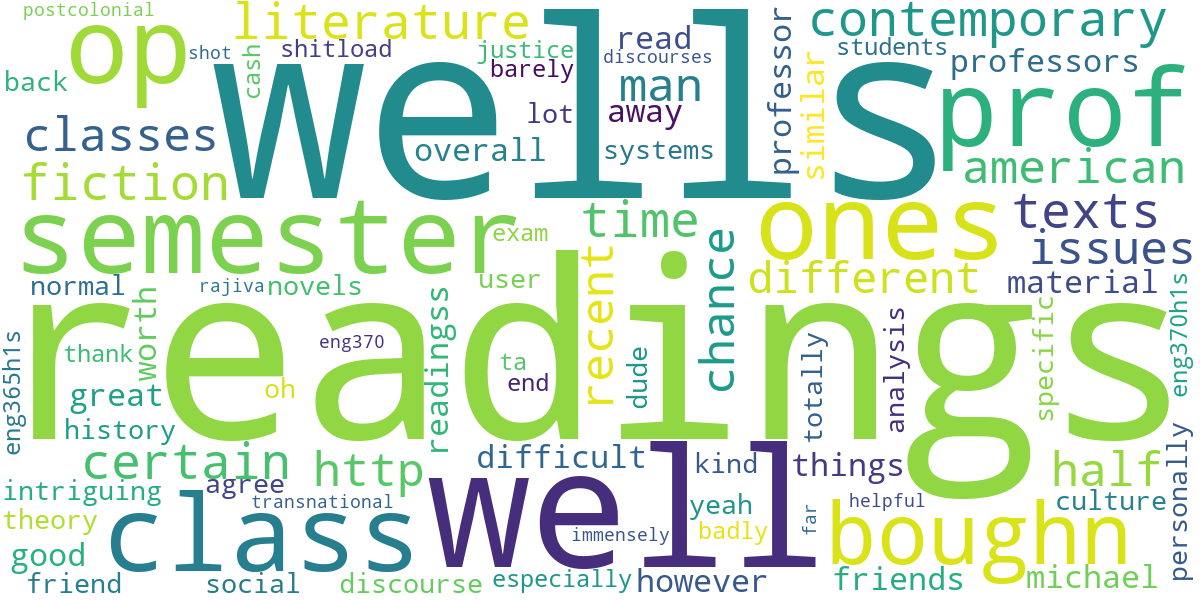 postcolonial
op
shot
cash
shitload
literature
wells
justice
barely
read
discourses
man
professor
similar
contemporary
students
professors
back
prof
classes
lot
away
overall
systems
american
fiction
semester
exam
time
ones
texts
issues
different
material
normal
rajiva
novels
user
recent
chance
readings
worth
thank
eng370
readingss
ta
end
dude
totally
analysis
specific
eng370h1s
eng365h1s
great
oh
history
certain
http
difficult
well
kind
things
half
personally
intriguing
agree
transnational
class
theory
yeah
helpful
culture
immensely
badly
far
boughn
good
friend
social
discourse
especially
however
friends
michael